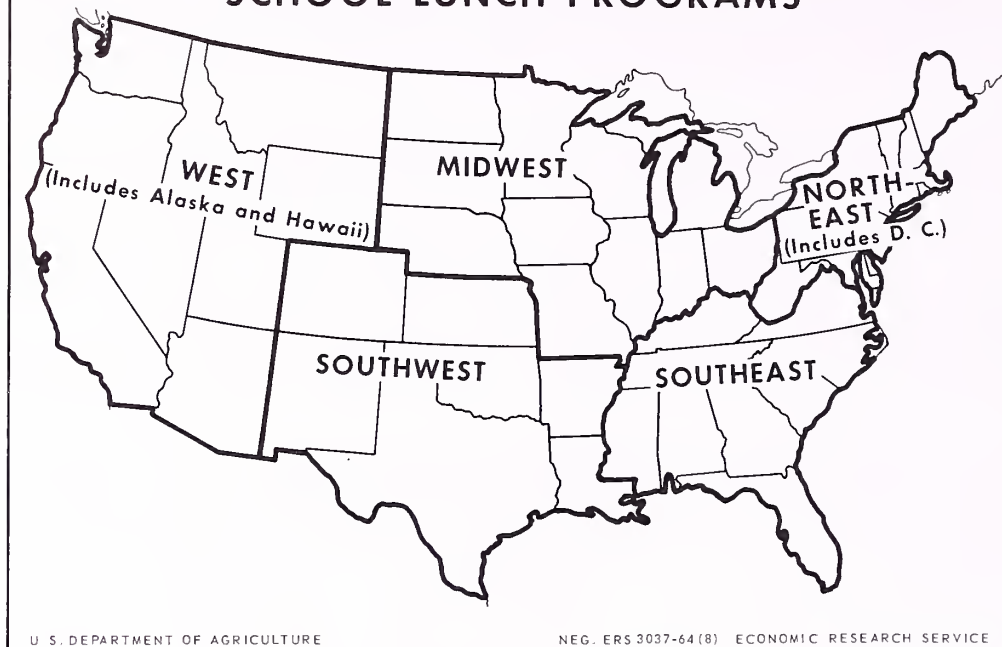 SCHOOL LUNCH PROGRAMS
WEST
(Includes Alaska and Hawaii)
MIDWEST
NORTH-
EAST
(Includes D. C.)
SOUTHWEST
SOUTHEAST
U S. DEPARTMENT OF AGRICULTURE
NEG. ERS 3037-64 (8) ECONOMIC RESEARCH SERVICE